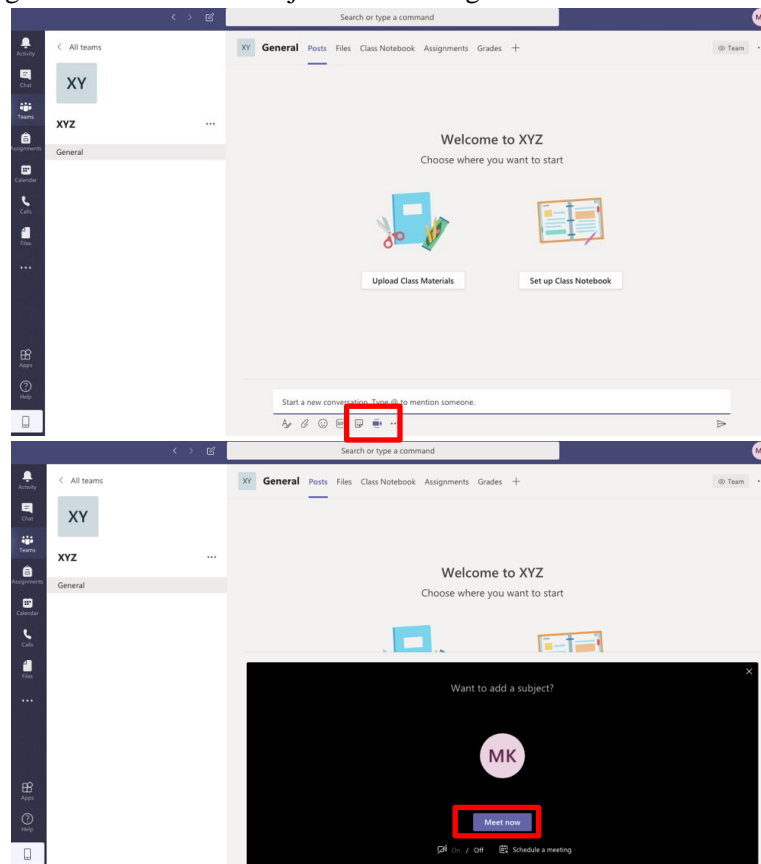 Search or type a command
M
Activity
Chat
Teams
Assignments
Calendar
Calls
Files
Apps
Help
All teams
XY
XYZ
General
XY General Posts Files Class Notebook Assignments Grades +
Team
Welcome to XYZ
Choose where you want to start
Upload Class Materials
Set up Class Notebook
Start a new conversation. Type @ to mention someone.
GIF
Search or type a command
M
Activity
Chat
Teams
Assignments
Calendar
Calls
Files
Apps
Help
All teams
XY
XYZ
General
XY General Posts Files Class Notebook Assignments Grades +
Team
Welcome to XYZ
Choose where you want to start
Want to add a subject?
MK
Meet now
On / Off Schedule a meeting